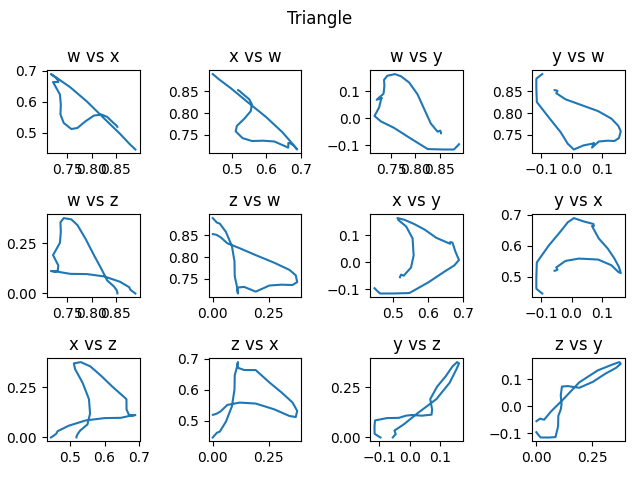 Triangle
w vs x
x vs w
w vs y
y vs w
0.7
0.6
0.5
0.75 0.80 0.85
0.85
0.80
0.75
0.5 0.6 0.7
0.1
0.0
−0.1
0.75 0.80 0.85
0.85
0.80
0.75
−0.1 0.0 0.1
w vs z
z vs w
x vs y
y vs x
0.25
0.00
0.75 0.80 0.85
0.85
0.80
0.75
0.00 0.25
0.1
0.0
−0.1
0.5 0.6 0.7
0.7
0.6
0.5
−0.1 0.0 0.1
x vs z
z vs x
y vs z
z vs y
0.25
0.00
0.5 0.6 0.7
0.7
0.6
0.5
0.00 0.25
0.25
0.00
−0.1 0.0 0.1
0.1
0.0
−0.1
0.00 0.25